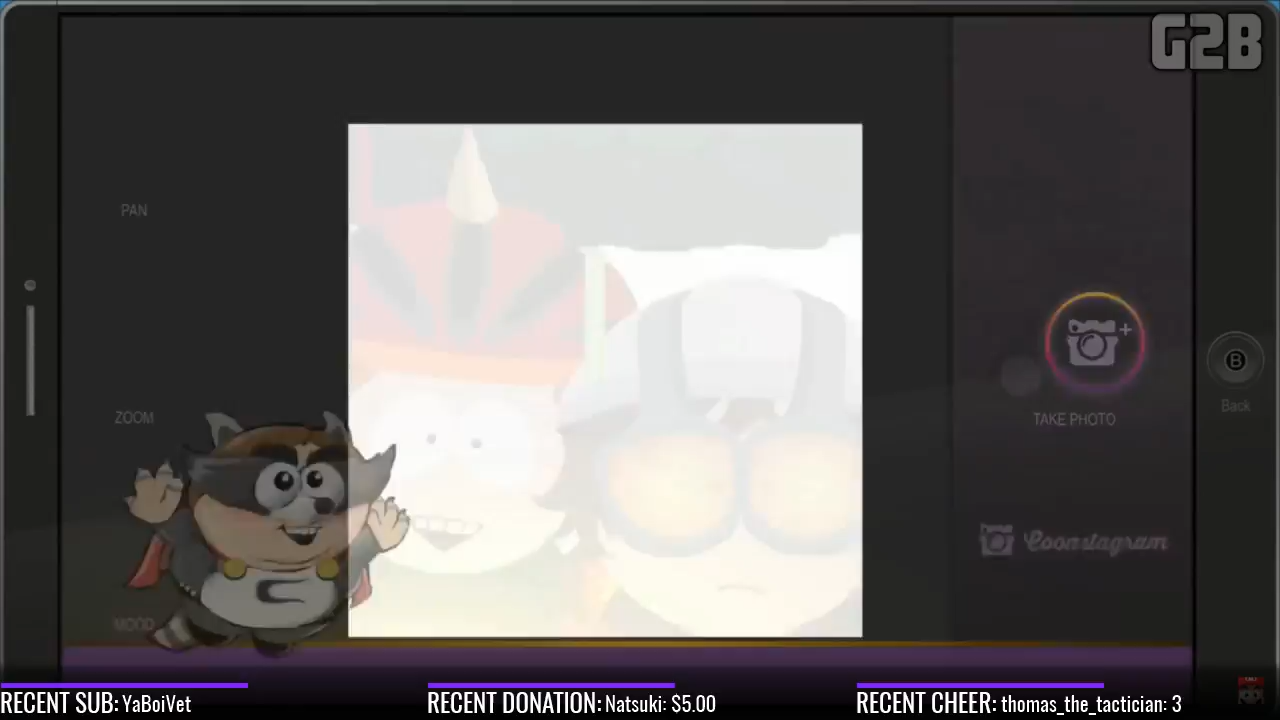 G2B
PAN
ZOOM
TAKE PHOTO
B
Back
Coonstagram
MOOD
C
RECENT SUB: YaBoiVet
RECENT DONATION: Natsuki: $5.00
RECENT CHEER: thomas_the_tactician: 3